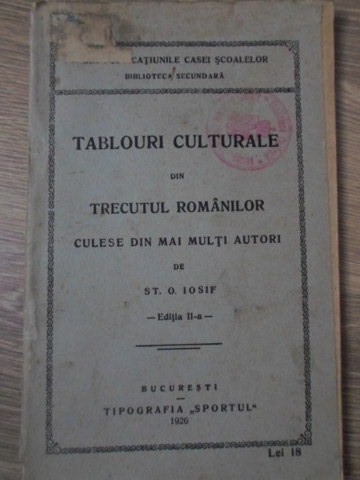 CAȚIUNILE CASEI ȘCOALELOR
BIBLIOTECA SECUNDARĂ
TABLOURI CULTURALE
DIN
TRECUTUL ROMÂNILOR
CULESE DIN MAI MULȚI AUTORI
DE
ST. O. IOSIF
— Ediția II-a —
BUCUREȘTI
TIPOGRAFIA „SPORTUL"
1926
Lei 18